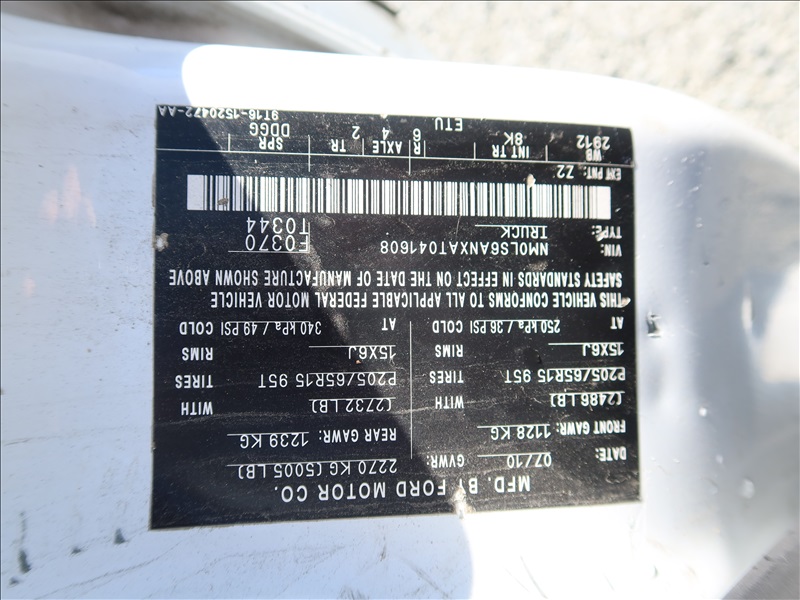 MFD. BY FORD MOTOR CO.
DATE: 07/10 GVWR: 2270 KG (5005 LB)
FRONT GAWR: 1128 KG REAR GAWR: 1239 KG
(2486 LB) WITH (2732 LB) WITH
P205/65R15 95T TIRES P205/65R15 95T TIRES
15X6J RIMS 15X6J RIMS
AT 250 kPa / 36 PSI COLD AT 340 kPa / 49 PSI COLD
THIS VEHICLE CONFORMS TO ALL APPLICABLE FEDERAL MOTOR VEHICLE
SAFETY STANDARDS IN EFFECT ON THE DATE OF MANUFACTURE SHOWN ABOVE
VIN: NM0LS6ANXAT041608 F0370
TYPE: TRUCK T0344
EXT PNT: Z2
WB INT TR R AXLE TR SPR
2912 8K 6 4 2 DDGG
ETU 9T16-1520472-AA